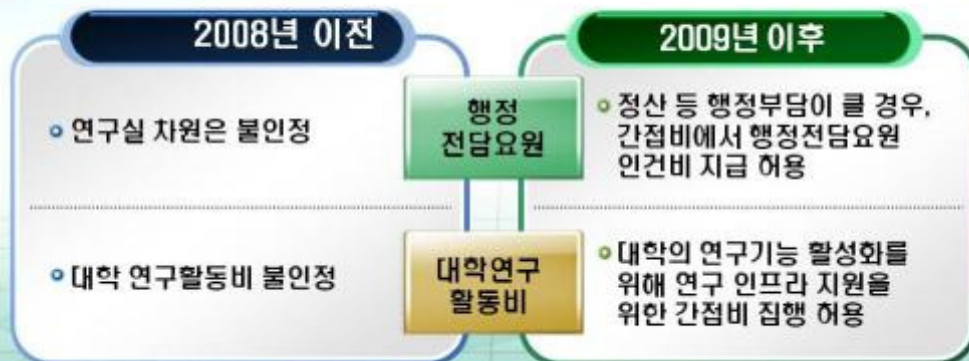 2008년 이전
2009년 이후
연구실 차원은 불인정
행정
전담요원
정산 등 행정부담이 클 경우,
간접비에서 행정전담요원
인건비 지급 허용
대학 연구활동비 불인정
대학연구
활동비
대학의 연구기능 활성화를
위해 연구 인프라 지원을
위한 간접비 집행 허용